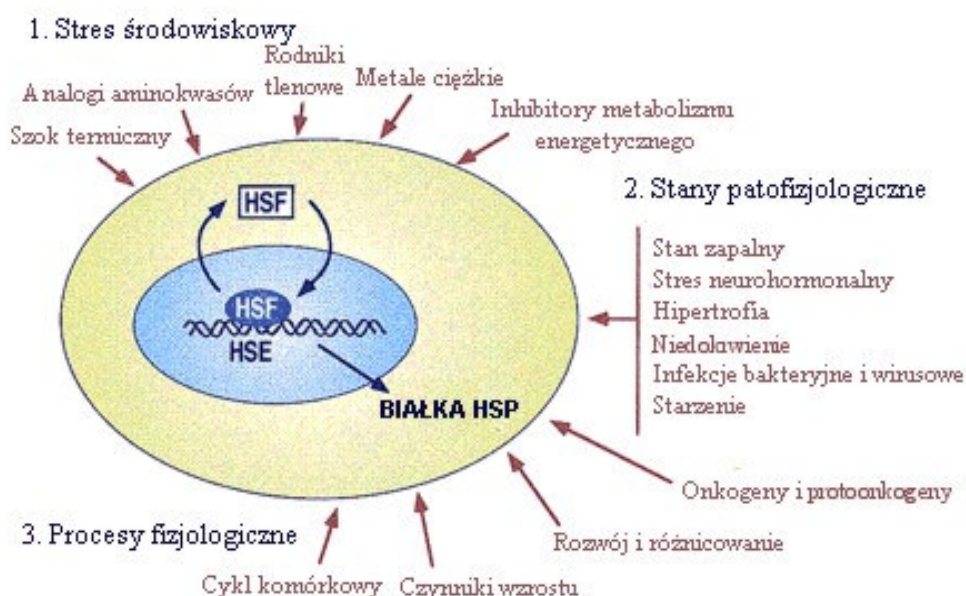 1. Stres środowiskowy
Rodniki
tlenowe
Metale ciężkie
Analogi aminokwasów
Inhibitory metabolizmu
energetycznego
Szok termiczny
HSF
HSF
HSE
BIAŁKA HSP
2. Stany patofizjologiczne
Stan zapalny
Stres neurohormonalny
Hipertrofia
Niedokwienie
Infekcje bakteryjne i wirusowe
Starzenie
Onkogeny i protoonkogeny
3. Procesy fizjologiczne
Rozwój i różnicowanie
Cykl komórkowy
Czynniki wzrostu